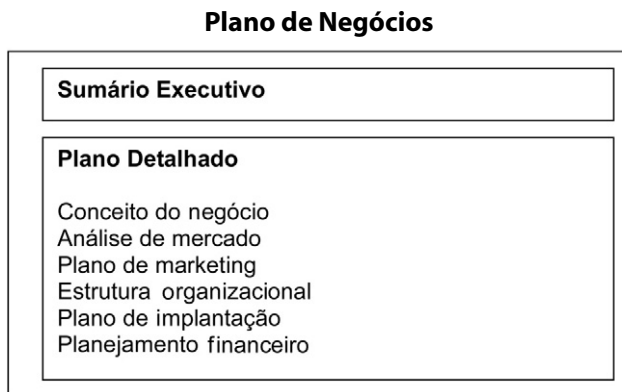 Plano de Negócios
Sumário Executivo
Plano Detalhado
Conceito do negócio
Análise de mercado
Plano de marketing
Estrutura organizacional
Plano de implantação
Planejamento financeiro